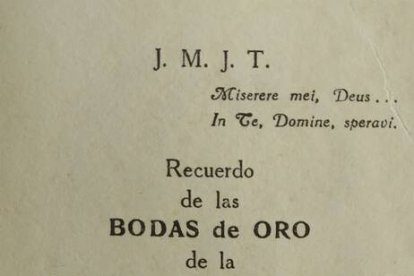 J. M. J. T.
Miserere mei, Deus...
In Te, Domine, speravi.
Recuerdo
de las
BODAS de ORO
de la